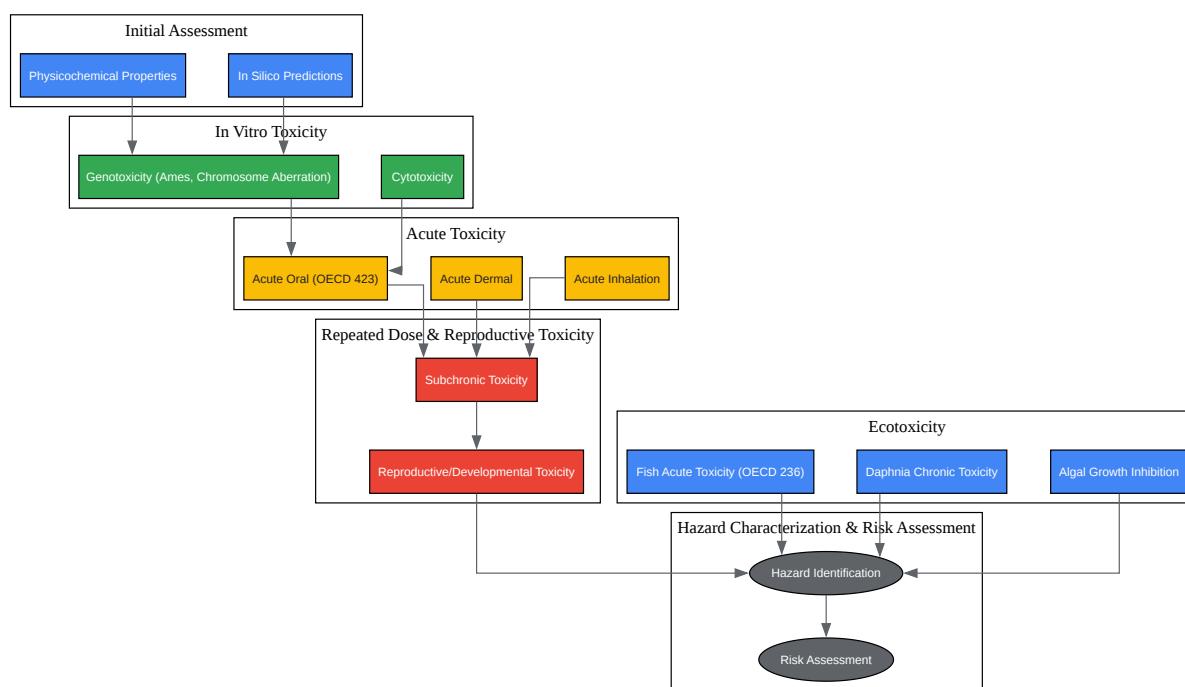 Initial Assessment
Physicochemical Properties
In Silico Predictions
In Vitro Toxicity
Genotoxicity (Ames, Chromosome Aberration)
Cytotoxicity
Acute Toxicity
Acute Oral (OECD 423)
Acute Dermal
Acute Inhalation
Repeated Dose & Reproductive Toxicity
Subchronic Toxicity
Reproductive/Developmental Toxicity
Ecotoxicity
Fish Acute Toxicity (OECD 236)
Daphnia Chronic Toxicity
Algal Growth Inhibition
Hazard Characterization & Risk Assessment
Hazard Identification
Risk Assessment